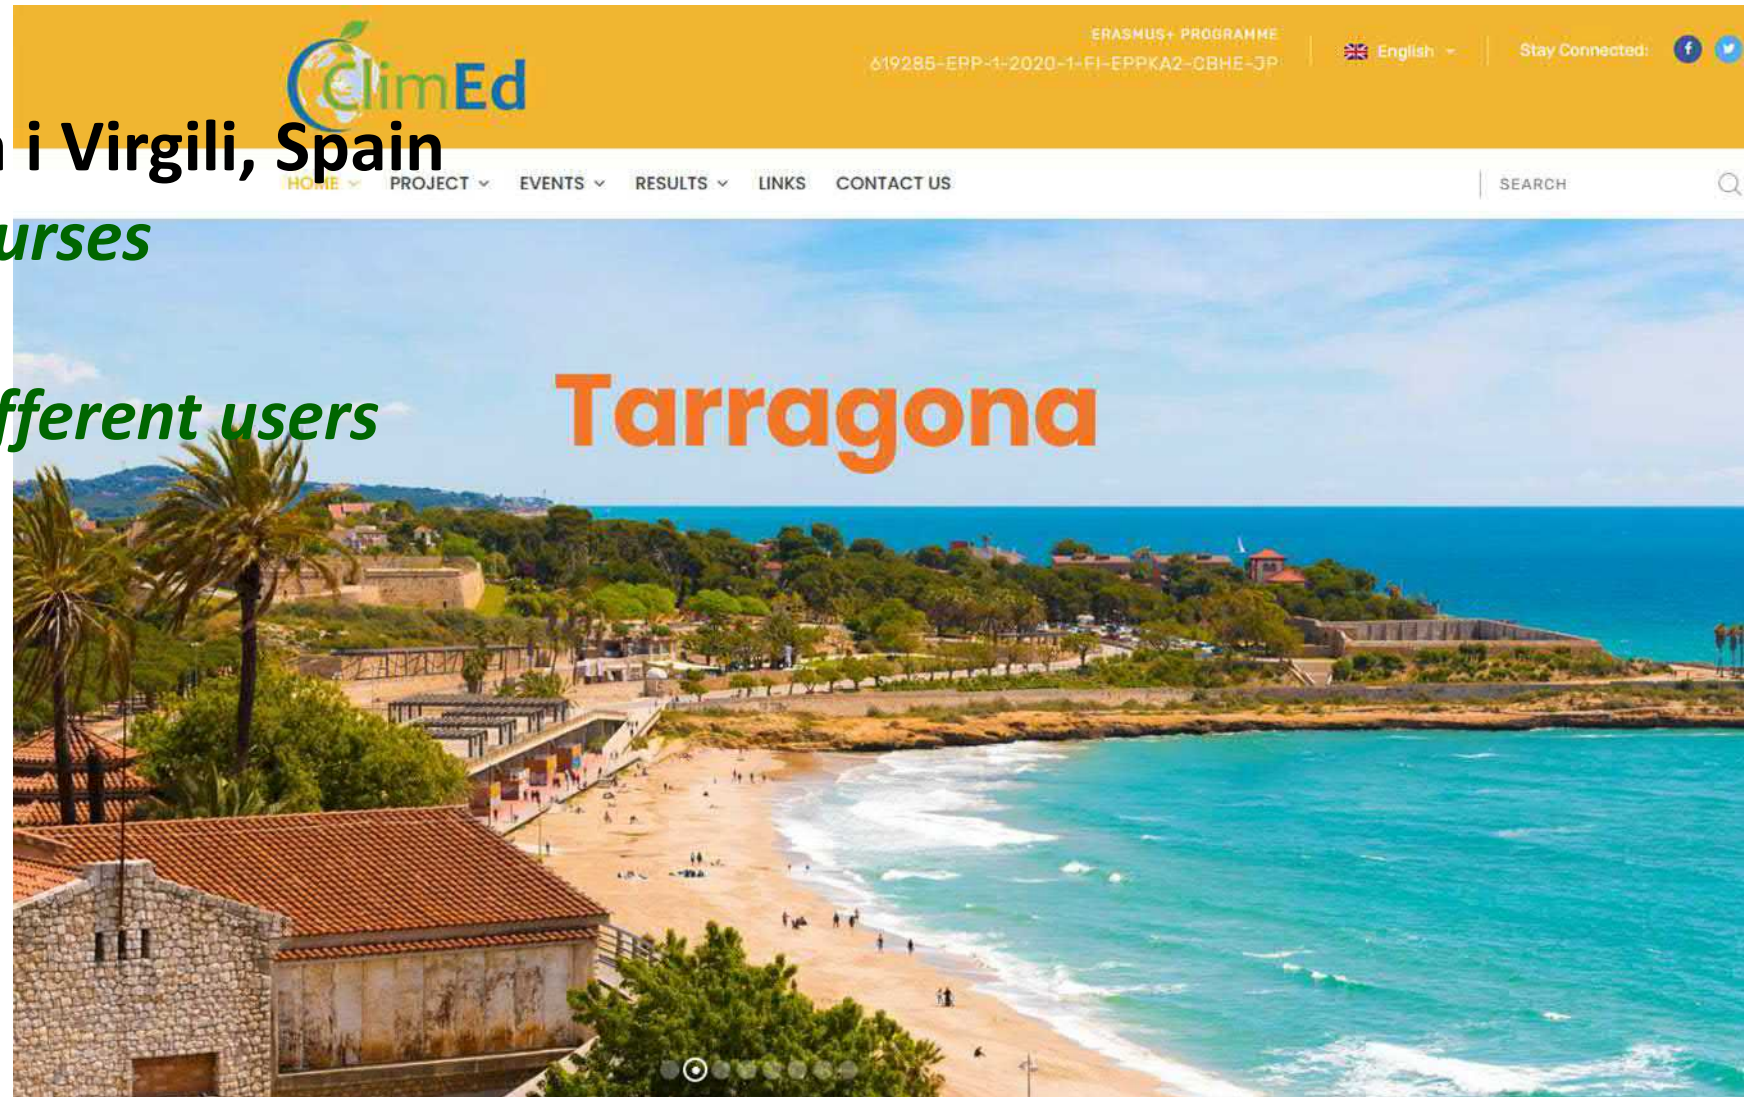 ClimEd
ERASMUS+ PROGRAMME
619285-EPP-1-2020-1-FI-EPPKA2-CBHE-JP
English
Stay Connected:
i Virgili, Spain
HOME
PROJECT
EVENTS
RESULTS
LINKS
CONTACT US
SEARCH
urses
fferent users
Tarragona